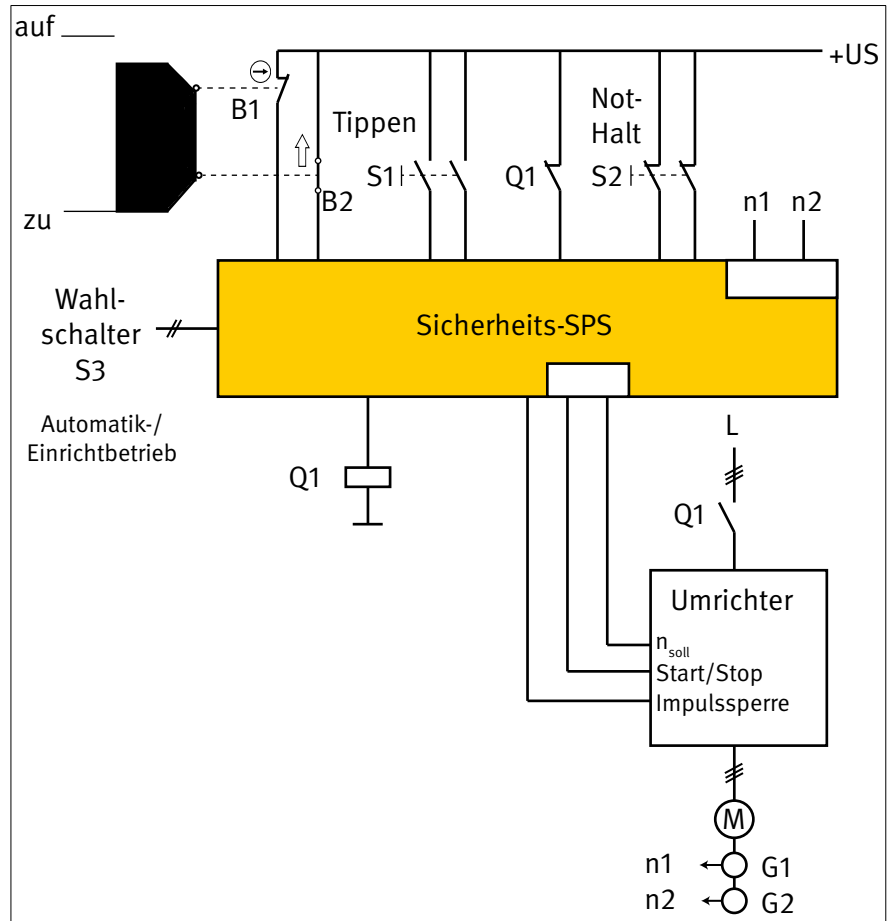 auf
+US
B1
Tippen
Not-
Halt
S1
Q1
S2
B2
n1 n2
zu
Wahl-
schalter
S3
Sicherheits-SPS
Automatik-/
Einrichtbetrieb
L
Q1
Q1
Umrichter
nsoll
Start/Stop
Impulssperre
M
n1
G1
n2
G2